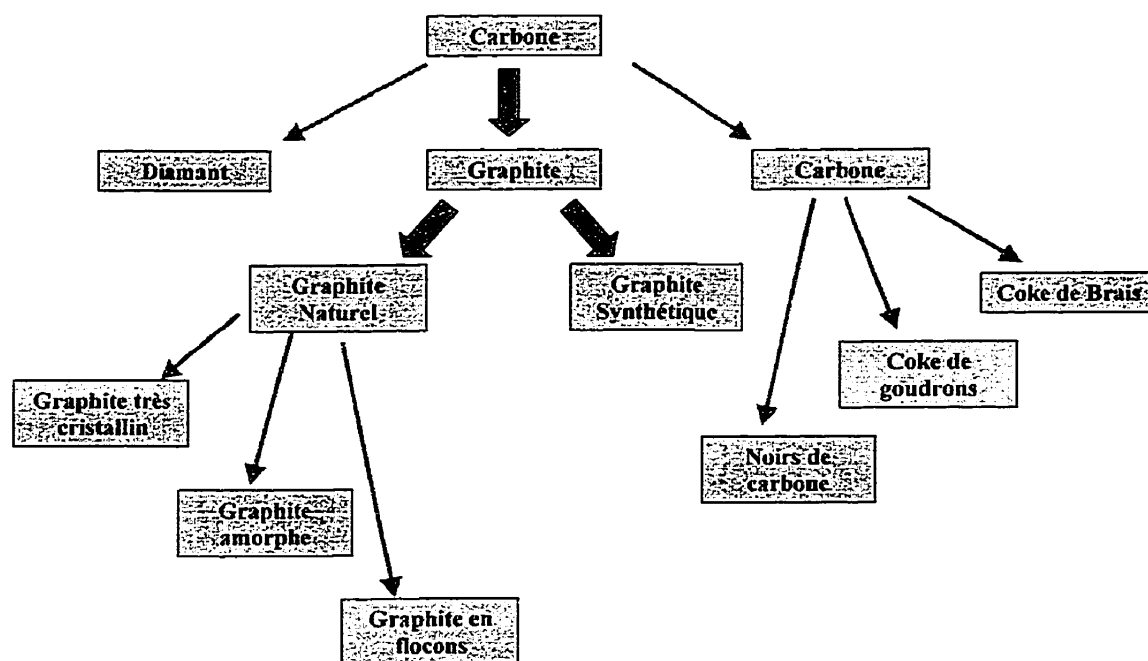 Carbone
Diamant
Graphite
Carbone
Graphite
Naturel
Graphite
Synthétique
Coke de Brais
Coke de
goudrons
Graphite très
cristallin
Noirs de
carbone
Graphite
amorphe
Graphite en
flocons